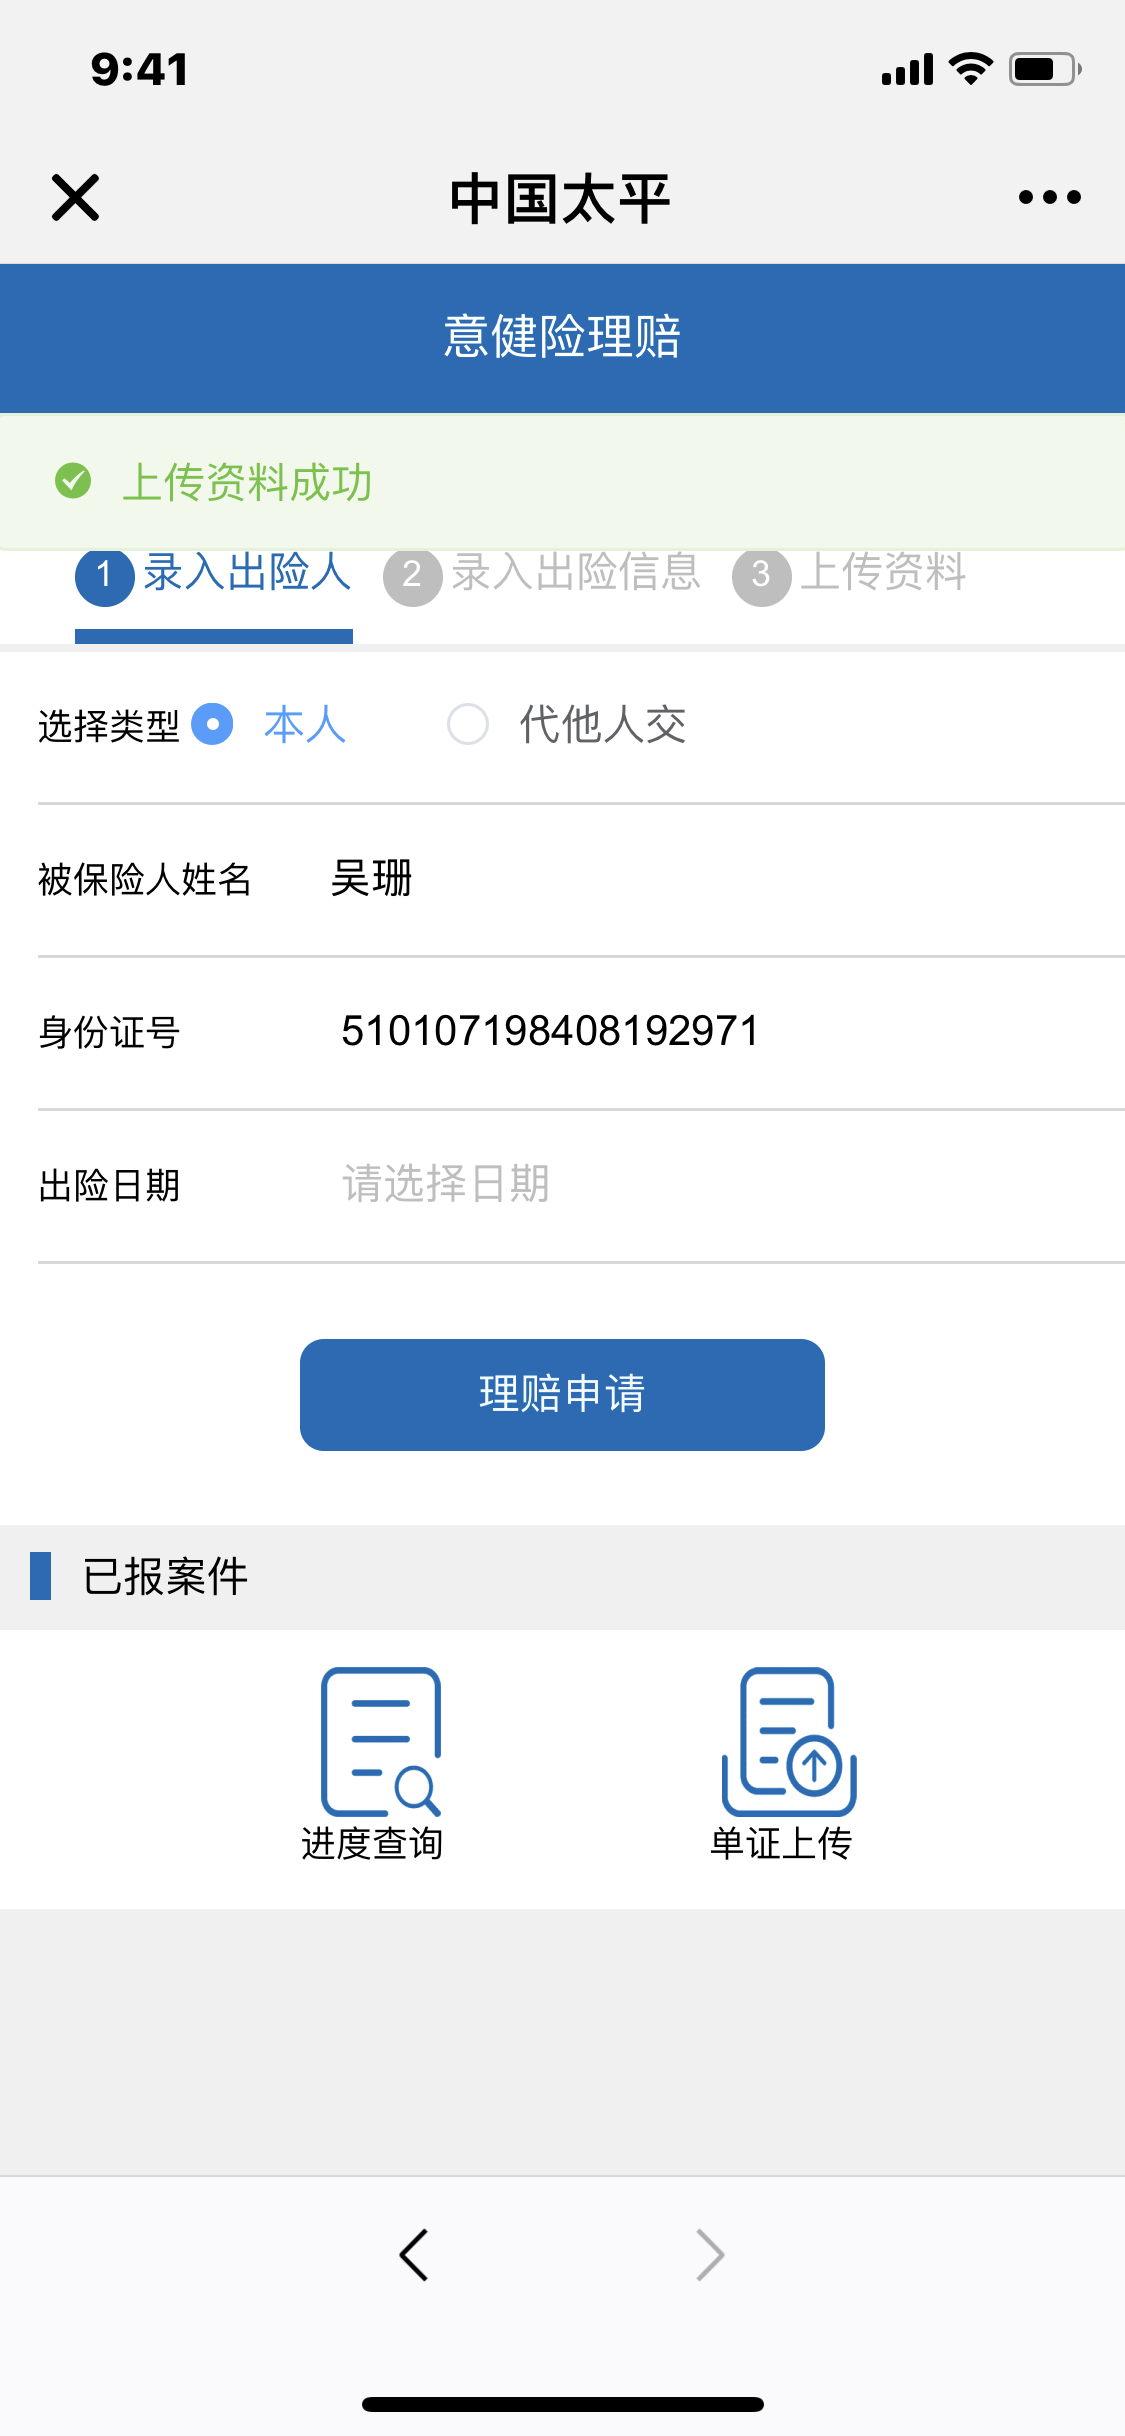 9:41
中国太平
意健险理赔
上传资料成功
1 录入出险人 2 录入出险信息 3 上传资料
选择类型 本人 代他人交
被保险人姓名 吴珊
身份证号 510107198408192971
出险日期 请选择日期
理赔申请
已报案件
进度查询 单证上传